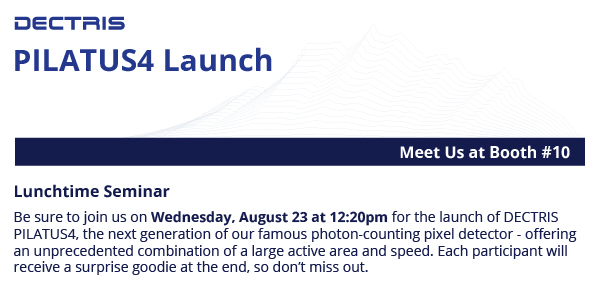 DECTRIS
PILATUS4 Launch
Meet Us at Booth #10
Lunchtime Seminar
Be sure to join us on Wednesday, August 23 at 12:20pm for the launch of DECTRIS
PILATUS4, the next generation of our famous photon-counting pixel detector - offering
an unprecedented combination of a large active area and speed. Each participant will
receive a surprise goodie at the end, so don’t miss out.